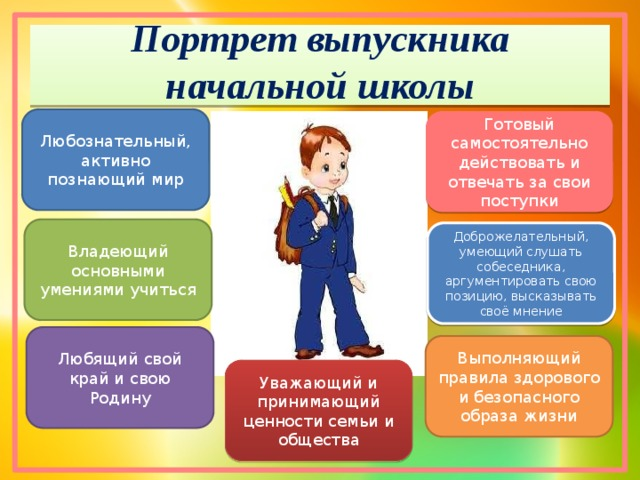 Портрет выпускника
начальной школы
Любознательный,
активно
познающий мир
Готовый
самостоятельно
действовать и
отвечать за свои
поступки
Владеющий
основными
умениями учиться
Доброжелательный,
умеющий слушать
собеседника,
аргументировать свою
позицию, высказывать
своё мнение
Любящий свой
край и свою
Родину
Уважающий и
принимающий
ценности семьи и
общества
Выполняющий
правила здорового
и безопасного
образа жизни